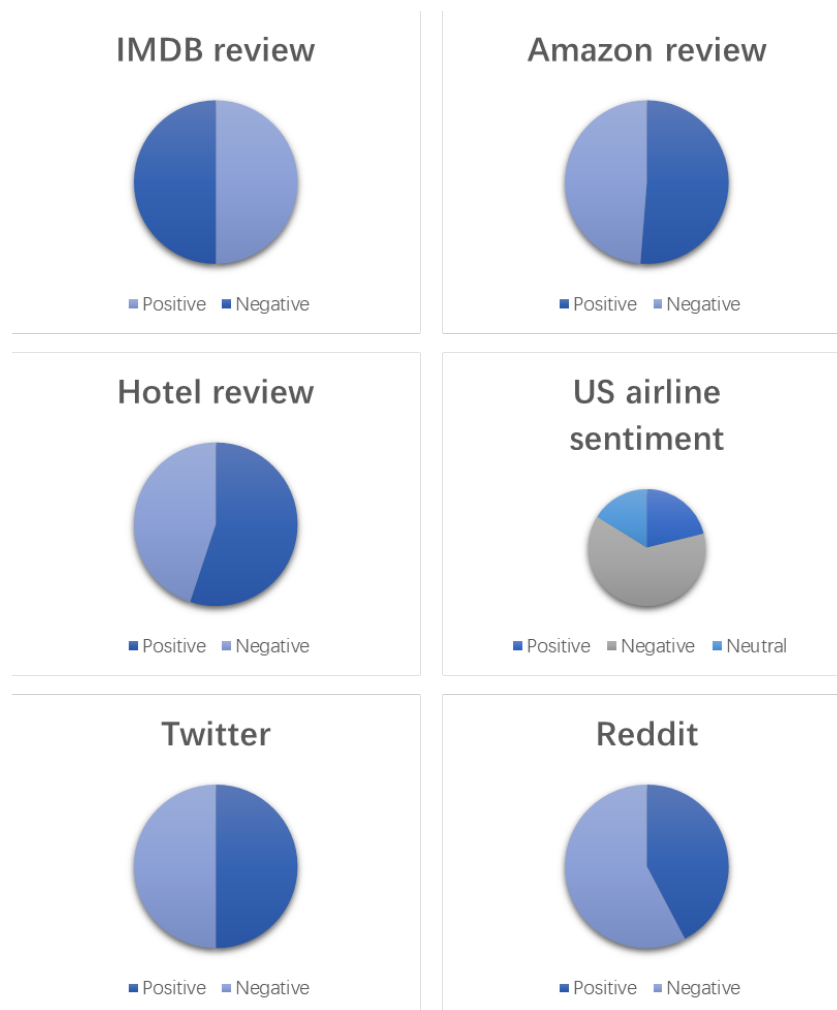 IMDB review
Positive Negative
Amazon review
Positive Negative
Hotel review
Positive Negative
US airline
sentiment
Positive Negative Neutral
Twitter
Positive Negative
Reddit
Positive Negative